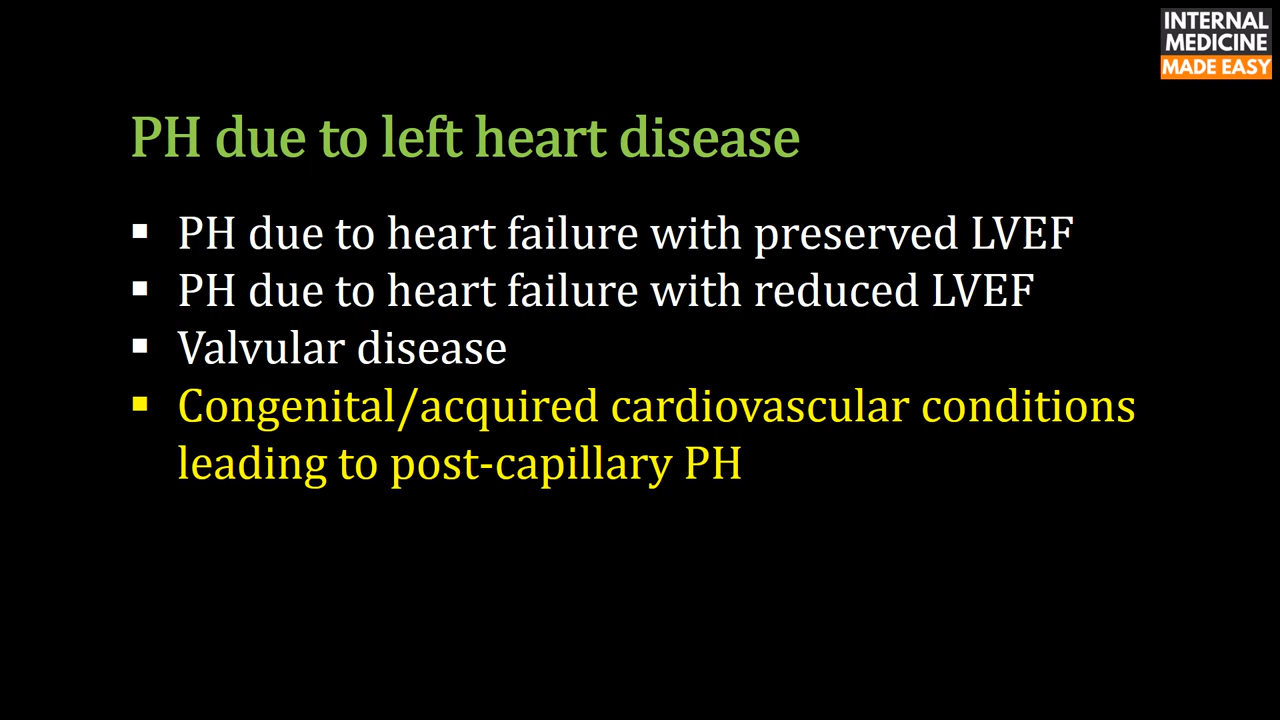 INTERNAL
MEDICINE
MADE EASY
PH due to left heart disease
▪ PH due to heart failure with preserved LVEF
▪ PH due to heart failure with reduced LVEF
▪ Valvular disease
▪ Congenital/acquired cardiovascular conditions
leading to post-capillary PH